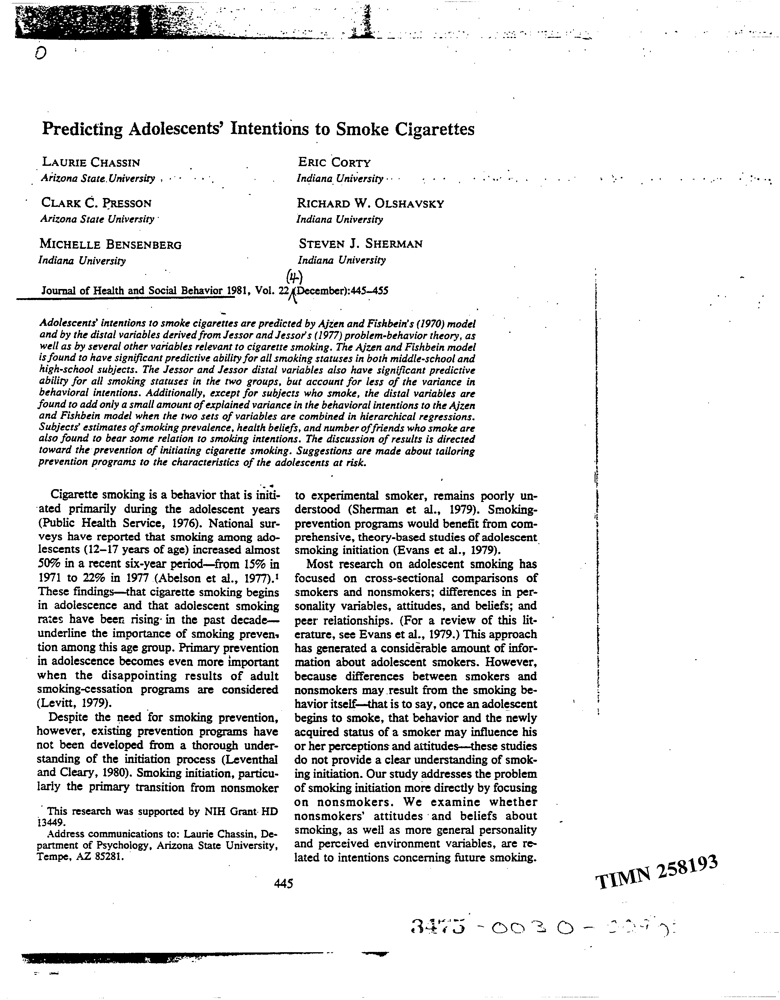 O
Predicting Adolescents' Intentions to Smoke Cigarettes
LAURIE CHASSIN
Arizona State University
CLARK C. PRESSON
Arizona State University
MICHELLE BENSENBERG
Indiana University
ERIC CORTY
Indiana University
RICHARD W. OLSHAVSKY
Indiana University
STEVEN J. SHERMAN
Indiana University
(4)
Journal of Health and Social Behavior 1981, Vol. 22 (December):445–455
Adolescents' intentions to smoke cigarettes are predicted by Ajzen and Fishbein's (1970) model
and by the distal variables derived from Jessor and Jessor's (1977) problem-behavior theory, as
well as by several other variables relevant to cigarette smoking. The Ajzen and Fishbein model
is found to have significant predictive ability for all smoking statuses in both middle-school and
high-school subjects. The Jessor and Jessor distal variables also have significant predictive
ability for all smoking statuses in the two groups, but account for less of the variance in
behavioral intentions. Additionally, except for subjects who smoke, the distal variables are
found to add only a small amount of explained variance in the behavioral intentions to the Ajzen
and Fishbein model when the two sets of variables are combined in hierarchical regressions.
Subjects' estimates of smoking prevalence, health beliefs, and number of friends who smoke are
also found to bear some relation to smoking intentions. The discussion of results is directed
toward the prevention of initiating cigarette smoking. Suggestions are made about tailoring
prevention programs to the characteristics of the adolescents at risk.
Cigarette smoking is a behavior that is initi-
ated primarily during the adolescent years
(Public Health Service, 1976). National sur-
veys have reported that smoking among ado-
lescents (12–17 years of age) increased almost
50% in a recent six-year period—from 15% in
1971 to 22% in 1977 (Abelson et al., 1977).¹
These findings—that cigarette smoking begins
in adolescence and that adolescent smoking
rates have been rising in the past decade—
underline the importance of smoking preven-
tion among this age group. Primary prevention
in adolescence becomes even more important
when the disappointing results of adult
smoking-cessation programs are considered
(Levitt, 1979).
Despite the need for smoking prevention,
however, existing prevention programs have
not been developed from a thorough under-
standing of the initiation process (Leventhal
and Cleary, 1980). Smoking initiation, particu-
larly the primary transition from nonsmoker
This research was supported by NIH Grant HD
13449.
Address communications to: Laurie Chassin, De-
partment of Psychology, Arizona State University,
Tempe, AZ 85281.
to experimental smoker, remains poorly un-
derstood (Sherman et al., 1979). Smoking-
prevention programs would benefit from com-
prehensive, theory-based studies of adolescent
smoking initiation (Evans et al., 1979).
Most research on adolescent smoking has
focused on cross-sectional comparisons of
smokers and nonsmokers; differences in per-
sonality variables, attitudes, and beliefs; and
peer relationships. (For a review of this lit-
erature, see Evans et al., 1979.) This approach
has generated a considerable amount of infor-
mation about adolescent smokers. However,
because differences between smokers and
nonsmokers may result from the smoking be-
havior itself—that is to say, once an adolescent
begins to smoke, that behavior and the newly
acquired status of a smoker may influence his
or her perceptions and attitudes—these studies
do not provide a clear understanding of smok-
ing initiation. Our study addresses the problem
of smoking initiation more directly by focusing
on nonsmokers. We examine whether
nonsmokers' attitudes and beliefs about
smoking, as well as more general personality
and perceived environment variables, are re-
lated to intentions concerning future smoking.
445
TIMN 258193
3475-0030-